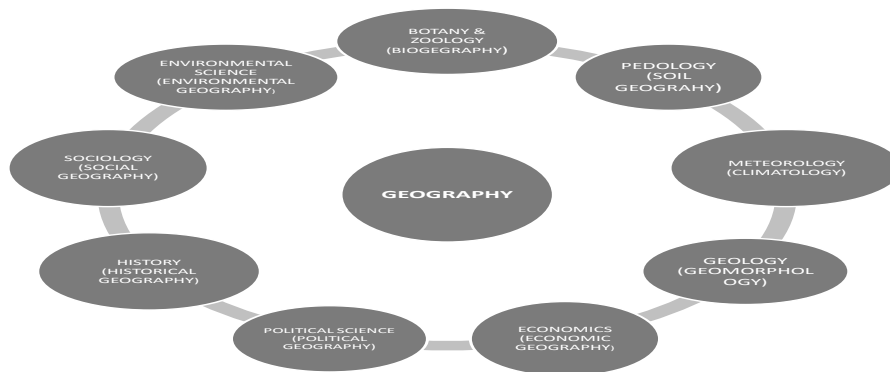 BOTANY &
ZOOLOGY
(BIOGEGRAPHY)
PEDOLOGY
(SOIL
GEOGRAHY)
METEOROLOGY
(CLIMATOLOGY)
GEOLOGY
(GEOMORPHOL
OGY)
ECONOMICS
(ECONOMIC
GEOGRAPHY)
POLITICAL SCIENCE
(POLITICAL
GEOGRAPHY)
HISTORY
(HISTORICAL
GEOGRAPHY)
SOCIOLOGY
(SOCIAL
GEOGRAPHY)
ENVIRONMENTAL
SCIENCE
(ENVIRONMENTAL
GEOGRAPHY)
GEOGRAPHY